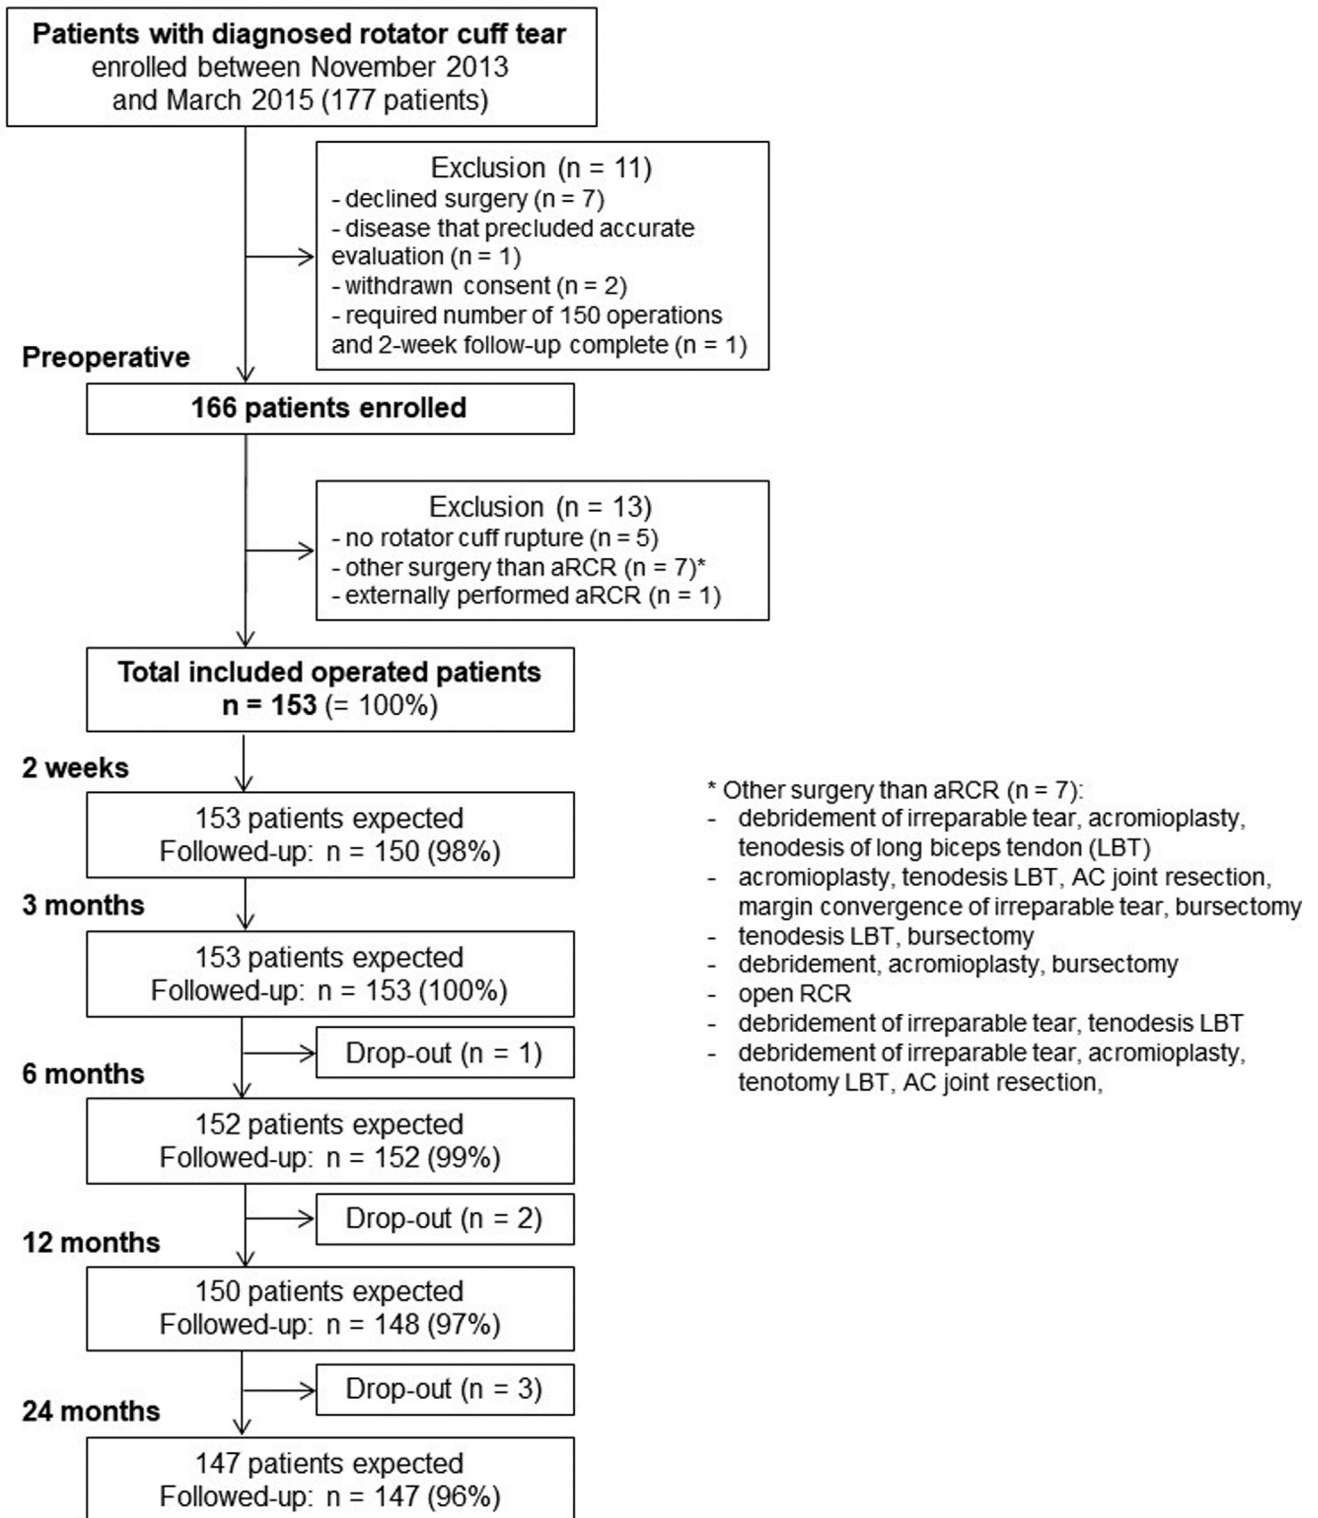 Patients with diagnosed rotator cuff tear
enrolled between November 2013
and March 2015 (177 patients)
Exclusion (n = 11)
- declined surgery (n = 7)
- disease that precluded accurate
evaluation (n = 1)
- withdrawn consent (n = 2)
- required number of 150 operations
and 2-week follow-up complete (n = 1)
Preoperative
166 patients enrolled
Exclusion (n = 13)
- no rotator cuff rupture (n = 5)
- other surgery than aRCR (n = 7)*
- externally performed aRCR (n = 1)
Total included operated patients
n = 153 (= 100%)
2 weeks
153 patients expected
Followed-up: n = 150 (98%)
3 months
153 patients expected
Followed-up: n = 153 (100%)
Drop-out (n = 1)
6 months
152 patients expected
Followed-up: n = 152 (99%)
Drop-out (n = 2)
12 months
150 patients expected
Followed-up: n = 148 (97%)
Drop-out (n = 3)
24 months
147 patients expected
Followed-up: n = 147 (96%)
* Other surgery than aRCR (n = 7):
- debridement of irreparable tear, acromioplasty,
tenodesis of long biceps tendon (LBT)
- acromioplasty, tenodesis LBT, AC joint resection,
margin convergence of irreparable tear, bursectomy
- tenodesis LBT, bursectomy
- debridement, acromioplasty, bursectomy
- open RCR
- debridement of irreparable tear, tenodesis LBT
- debridement of irreparable tear, acromioplasty,
tenotomy LBT, AC joint resection,